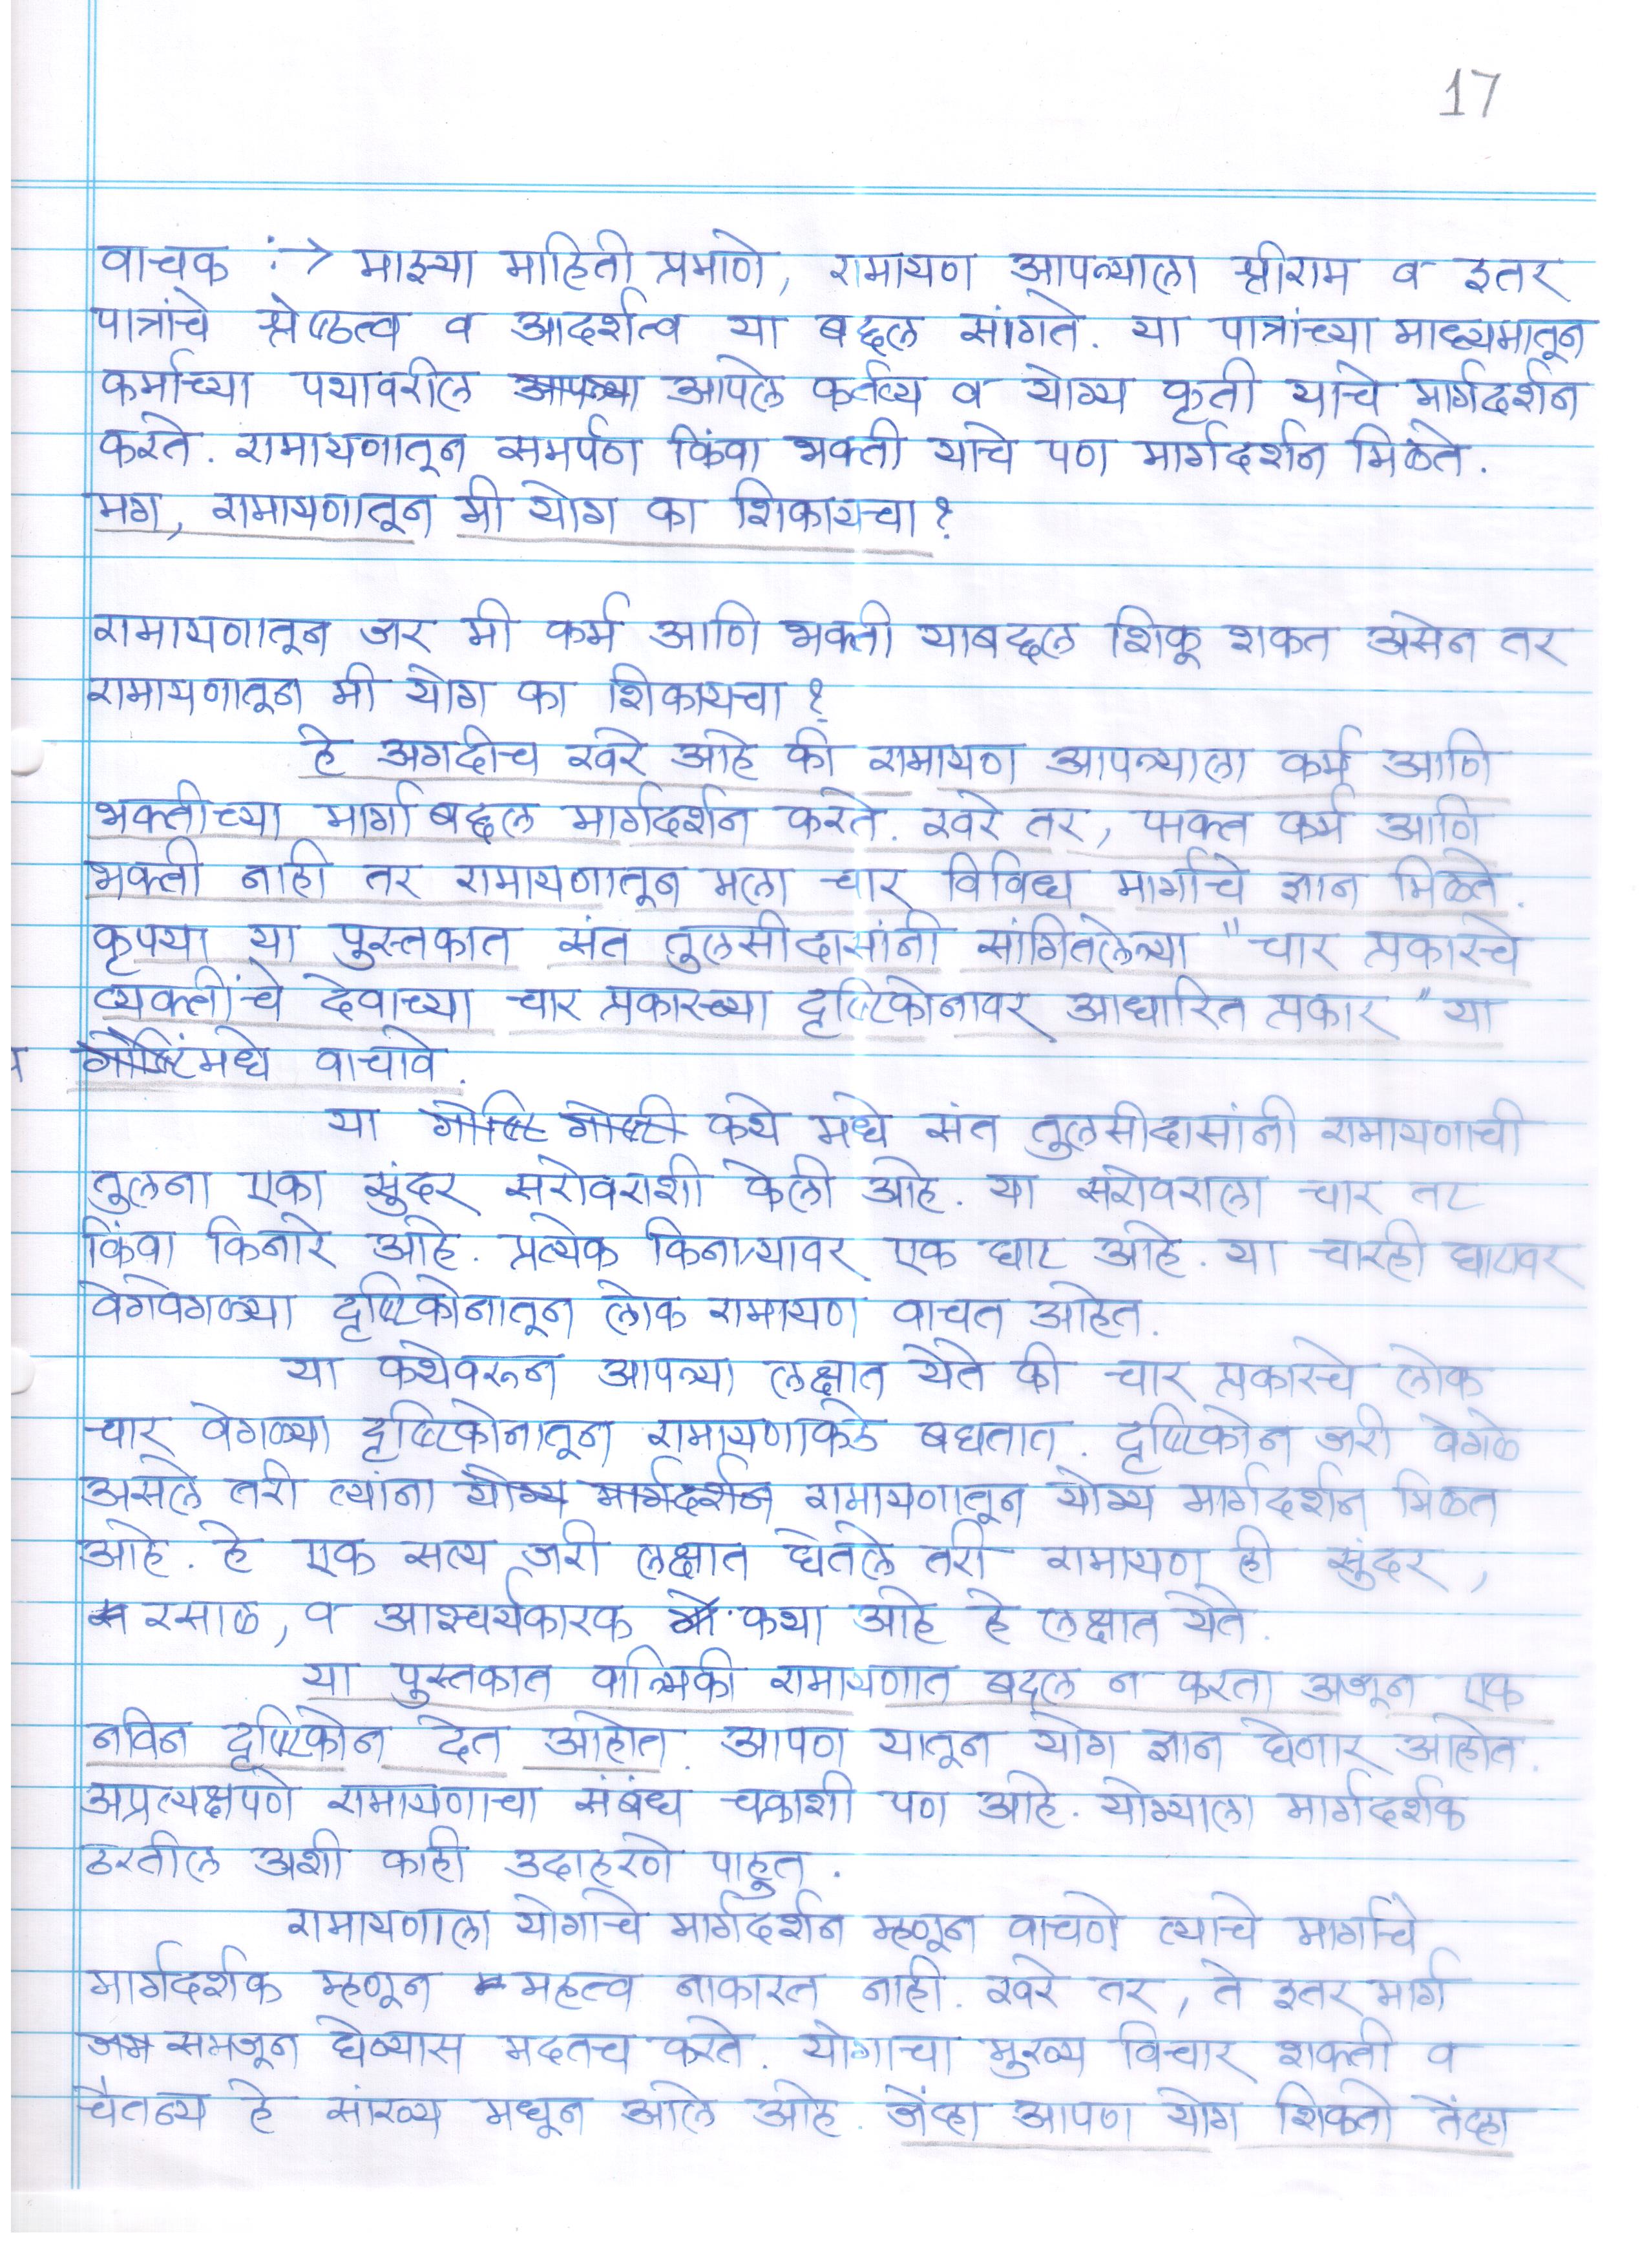 17
वाचक :→ माझ्या माहिती प्रमाणे, रामायण आपल्याला श्रीराम व इतर
पात्रांचे श्रेष्ठत्व व आदर्शत्व या बद्दल सांगते. या पात्रांच्या माध्यमातून
कर्माच्या पथावरील आपल्या आपले कर्तव्य व योग्य कृती याचे मार्गदर्शन
करते. रामायणातून समर्पण किंवा भक्ती याचे पण मार्गदर्शन मिळते.
मग, रामायणातून मी योग का शिकायचा?
रामायणातून जर मी कर्म आणि भक्ती याबद्दल शिकू शकत असेन तर
रामायणातून मी योग का शिकायचा?
हे अगदीच खरे आहे की रामायण आपल्याला कर्म आणि
भक्तीच्या मार्गाबद्दल मार्गदर्शन करते. खरे तर, फक्त कर्म आणि
भक्ती नाही तर रामायणातून मला चार विविध मार्गाचे ज्ञान मिळते.
कृपया या पुस्तकात संत तुलसीदासांनी सांगितलेल्या "चार प्रकारचे
व्यक्तींचे देवाच्या चार प्रकारच्या दृष्टिकोनावर आधारित प्रकार" या
गोष्टिंमधे वाचावे.
या गोष्टि गोष्टी कथे मधे संत तुलसीदासांनी रामायणाची
तुलना एका सुंदर सरोवराशी केली आहे. या सरोवराला चार तट
किंवा किनारे आहे. प्रत्येक किनाऱ्यावर एक घाट आहे. या चारही घाटावर
वेगवेगळ्या दृष्टिकोनातून लोक रामायण वाचत आहेत.
या कथेवरून आपल्या लक्षात येते की चार प्रकारचे लोक
चार वेगळ्या दृष्टिकोनातून रामायणाकडे बघतात. दृष्टिकोन जरी वेगळे
असले तरी त्यांना योग्य मार्गदर्शन रामायणातून योग्य मार्गदर्शन मिळत
आहे. हे एक सत्य जरी लक्षात घेतले तरी रामायण ही सुंदर,
रसाळ, व आश्चर्यकारक गो कथा आहे हे लक्षात येते.
या पुस्तकात वाल्मिकी रामायणात बदल न करता अजून एक
नविन दृष्टिकोन देत आहोत. आपण यातून योग ज्ञान घेणार आहोत.
अप्रत्यक्षपणे रामायणाचा संबंध चक्राशी पण आहे. योग्याला मार्गदर्शक
ठरतील अशी काही उदाहरणे पाहुत.
रामायणाला योगाचे मार्गदर्शन म्हणून वाचणे त्याचे मार्गाचे
मार्गदर्शक म्हणून महत्व नाकारत नाही. खरे तर, ते इतर मार्ग
समजून घेण्यास मदतच करते. योगाचा मुख्य विचार शक्ती व
चैतन्य हे सांख्य मधून आले आहे. जेंव्हा आपण योग शिकतो तेंव्हा